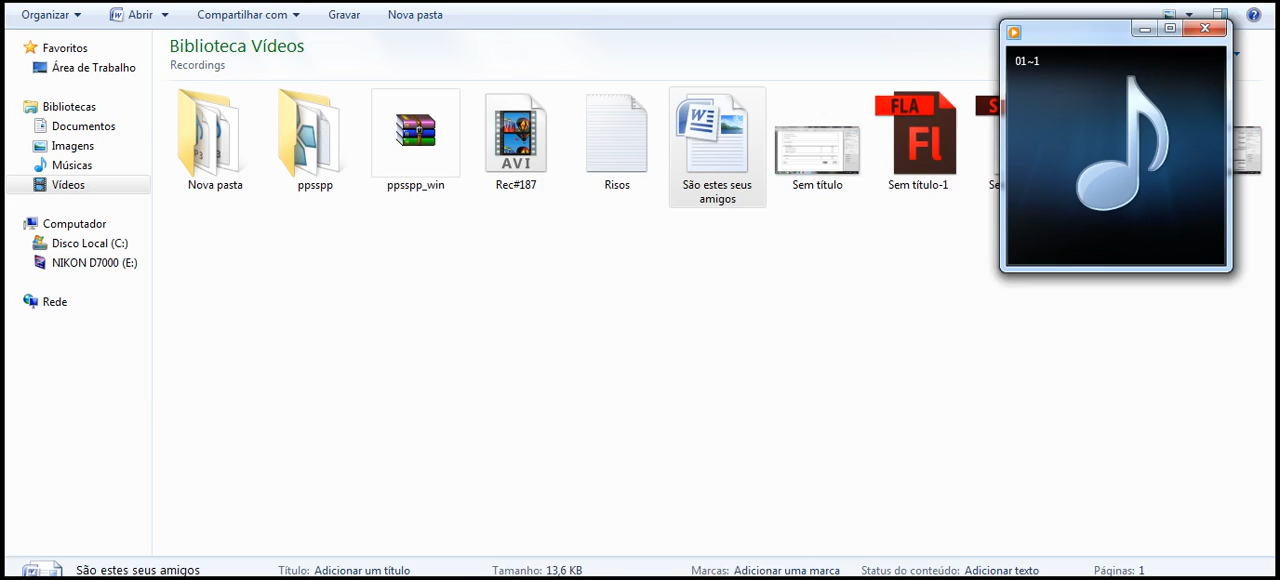 Organizar
Abrir
Compartilhar com
Gravar
Nova pasta
Favoritos
Área de Trabalho
Bibliotecas
Documentos
Imagens
Músicas
Vídeos
Computador
Disco Local (C:)
NIKON D7000 (E:)
Rede
Biblioteca Vídeos
Recordings
Nova pasta
ppsspp
ppsspp_win
AVI
Rec#187
Risos
São estes seus
amigos
Sem título
FLA
Fl
Sem título-1
01~1
São estes seus amigos
Título: Adicionar um título
Tamanho: 13,6 KB
Marcas: Adicionar uma marca
Status do conteúdo: Adicionar texto
Páginas: 1